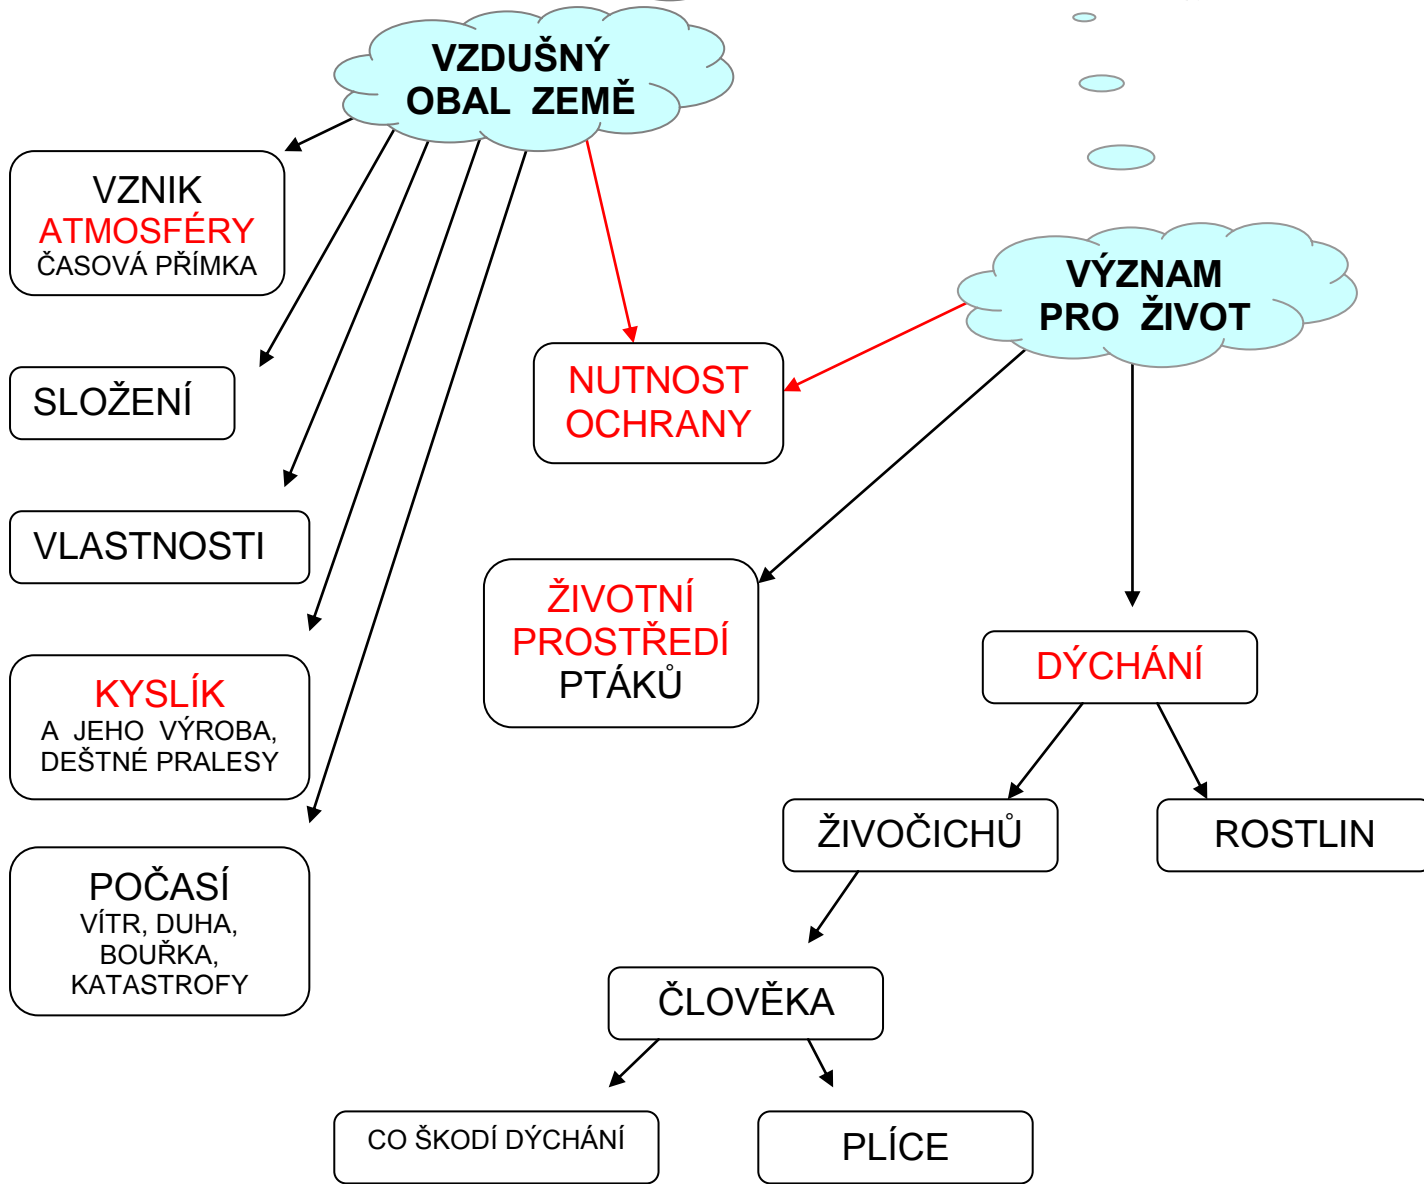 VZDUŠNÝ
OBAL ZEMĚ
VZNIK
ATMOSFÉRY
ČASOVÁ PŘÍMKA
VÝZNAM
PRO ŽIVOT
SLOŽENÍ
NUTNOST
OCHRANY
VLASTNOSTI
ŽIVOTNÍ
PROSTŘEDÍ
PTÁKŮ
DÝCHÁNÍ
KYSLÍK
A JEHO VÝROBA,
DEŠTNÉ PRALESY
ŽIVOČICHŮ
ROSTLIN
POČASÍ
VÍTR, DUHA,
BOUŘKA,
KATASTROFY
ČLOVĚKA
CO ŠKODÍ DÝCHÁNÍ
PLÍCE